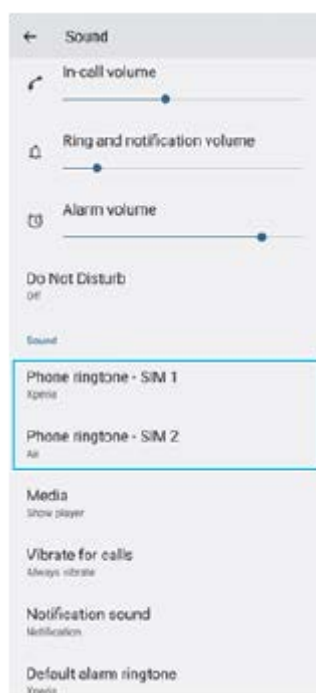 Sound
In-call volume
Ring and notification volume
Alarm volume
Do Not Disturb
Off
Sound
Phone ringtone - SIM 1
Xperia
Phone ringtone - SIM 2
Air
Media
Show player
Vibrate for calls
Always vibrate
Notification sound
Notification
Default alarm ringtone
Xperia